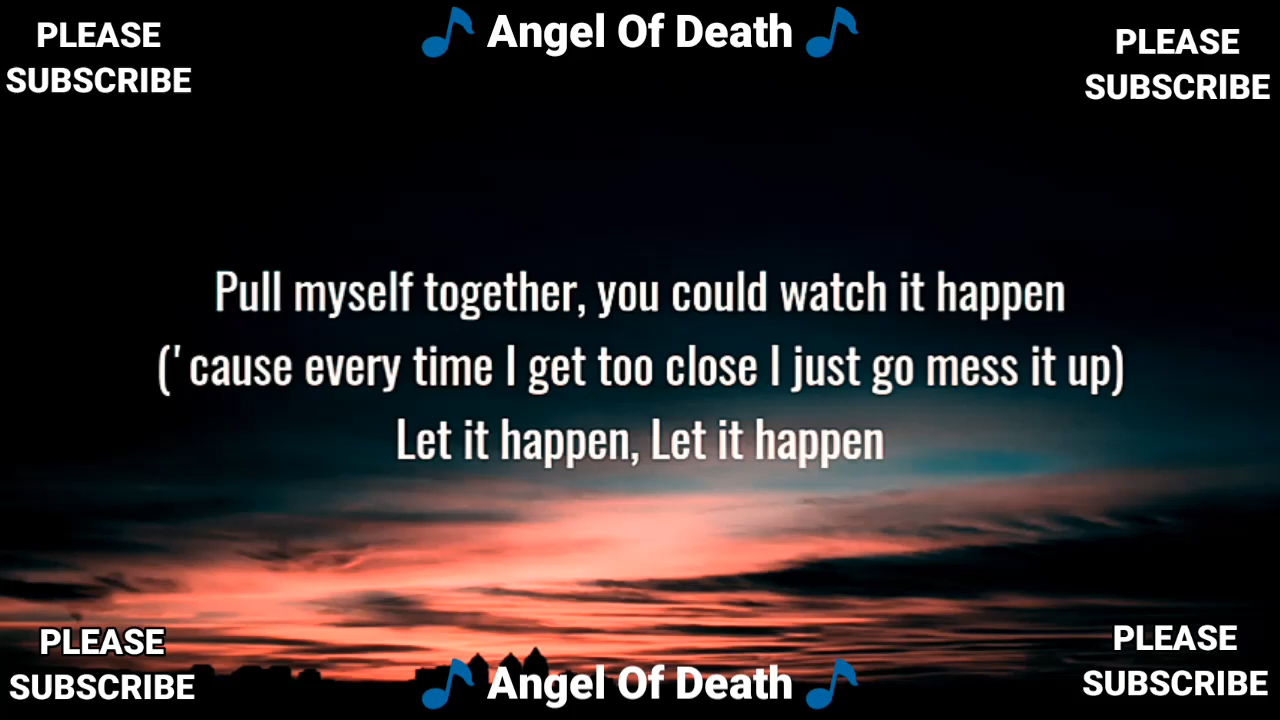 PLEASE
SUBSCRIBE
🎵 Angel Of Death 🎵
PLEASE
SUBSCRIBE
Pull myself together, you could watch it happen
('cause every time I get too close I just go mess it up)
Let it happen, Let it happen
PLEASE
SUBSCRIBE
🎵 Angel Of Death 🎵
PLEASE
SUBSCRIBE